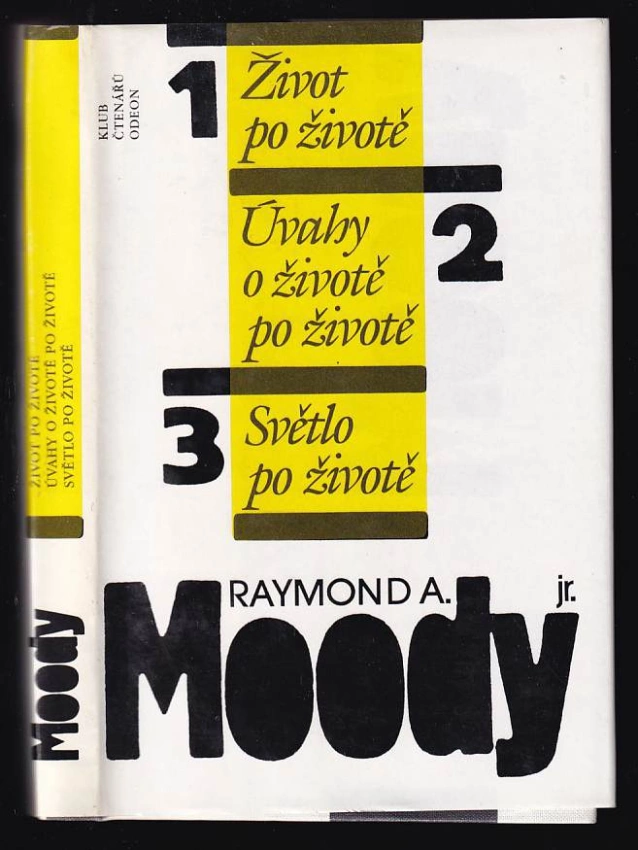 KLUB
ČTENÁŘŮ
ODEON
ŽIVOT PO ŽIVOTĚ
ÚVAHY O ŽIVOTĚ PO ŽIVOTĚ
SVĚTLO PO ŽIVOTĚ
Moody
1
Život
po životě
2
Úvahy
o životě
po životě
3
Světlo
po životě
RAYMOND A.
jr.
Moody